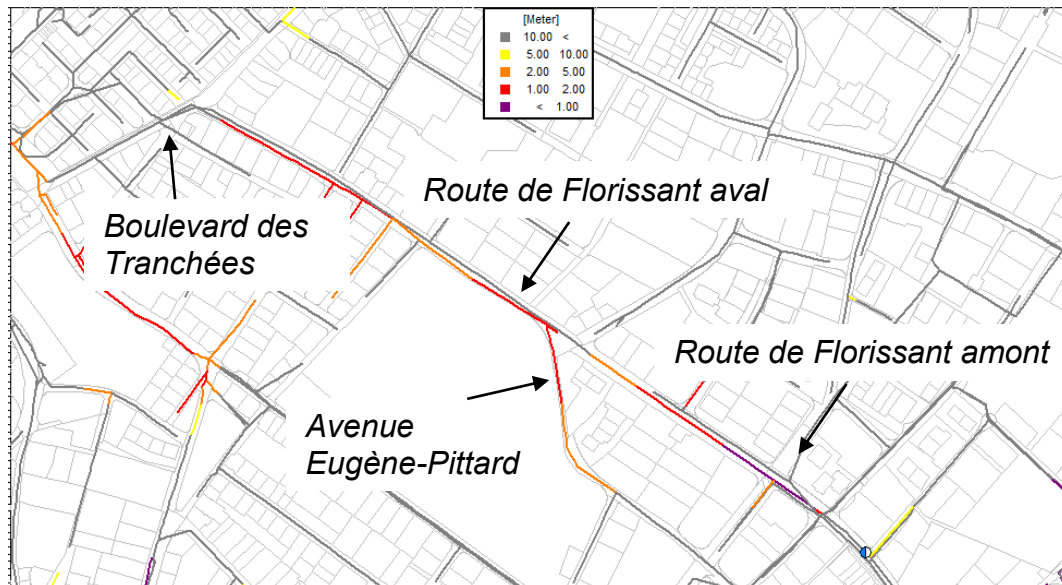 [Meter]
10.00 <
5.00 10.00
2.00 5.00
1.00 2.00
< 1.00
Route de Florissant aval
Boulevard des
Tranchées
Route de Florissant amont
Avenue
Eugène-Pittard